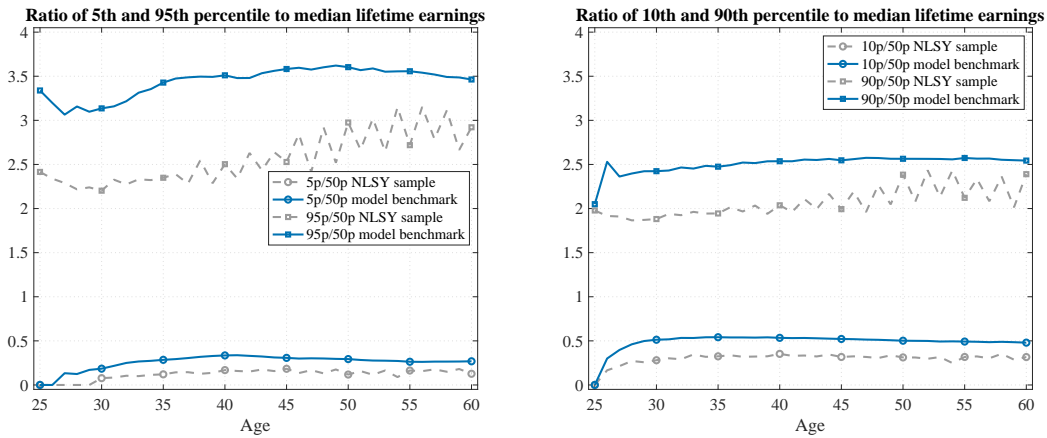 Ratio of 5th and 95th percentile to median lifetime earnings
4
3.5
3
2.5
2
1.5
1
0.5
0
5p/50p NLSY sample
5p/50p model benchmark
95p/50p NLSY sample
95p/50p model benchmark
25 30 35 40 45 50 55 60
Age
Ratio of 10th and 90th percentile to median lifetime earnings
4
3.5
3
2.5
2
1.5
1
0.5
0
10p/50p NLSY sample
10p/50p model benchmark
90p/50p NLSY sample
90p/50p model benchmark
25 30 35 40 45 50 55 60
Age